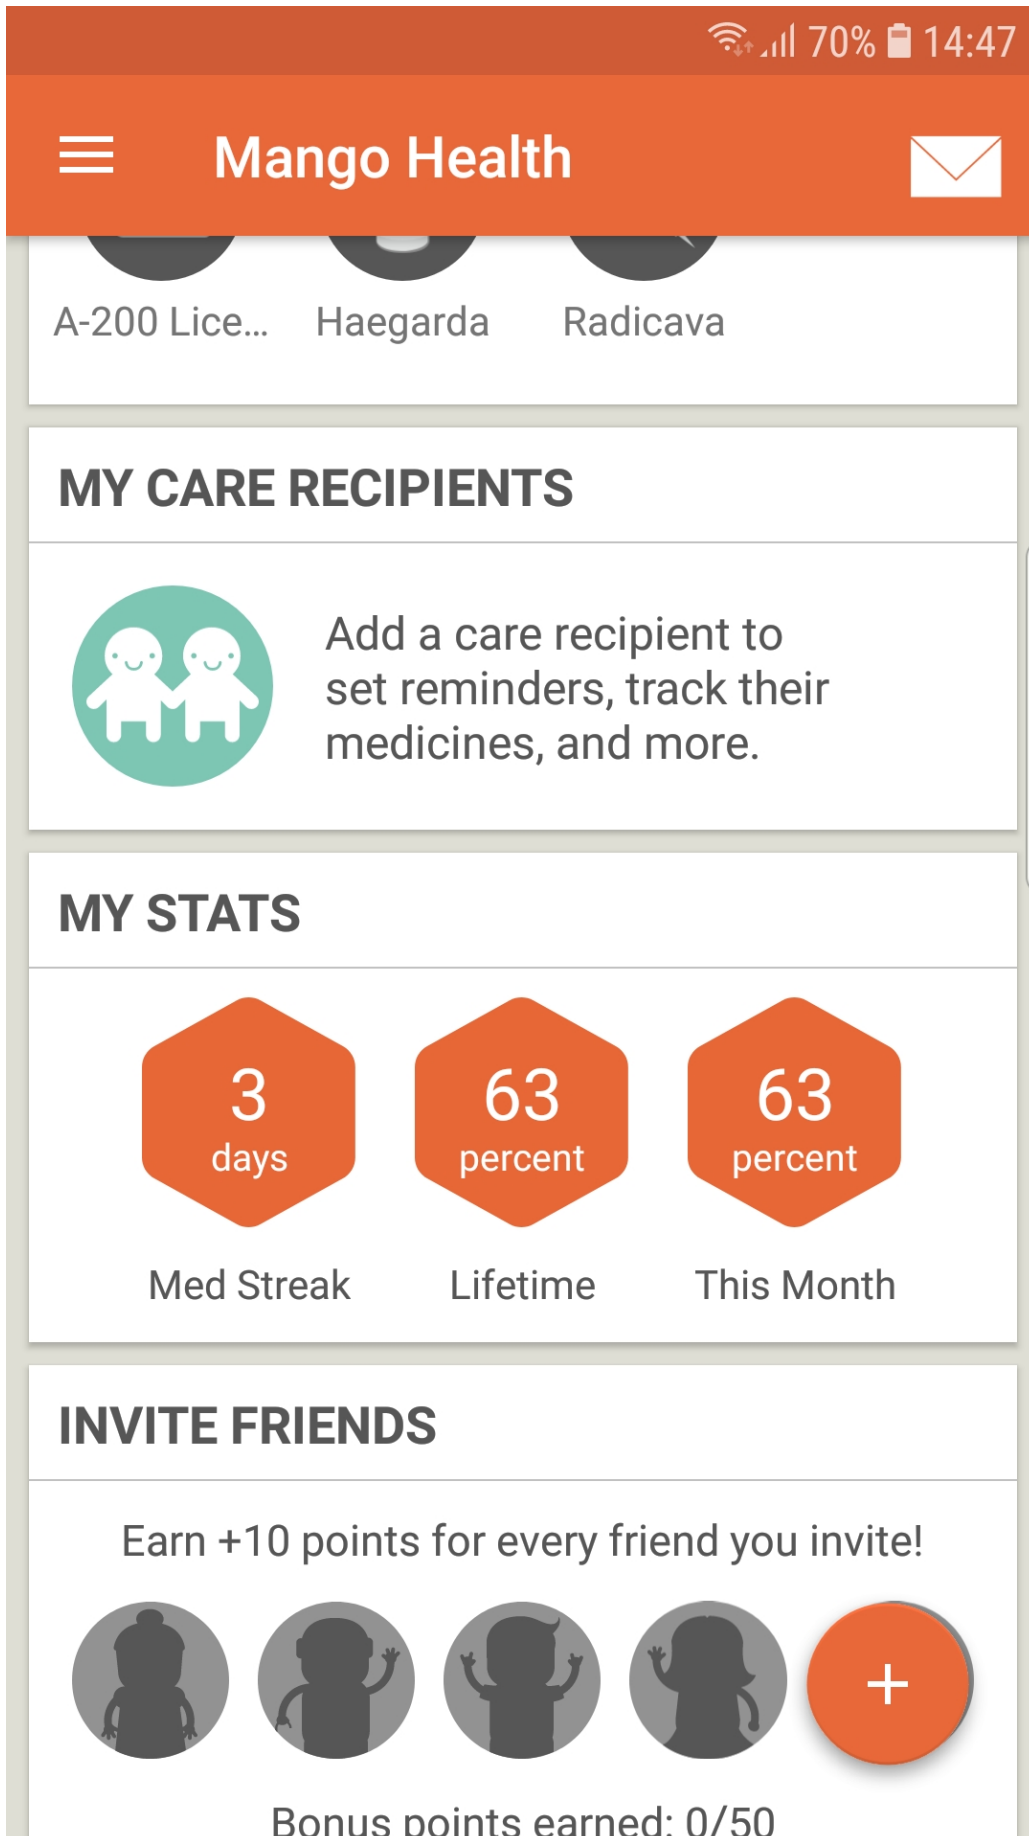 70% 14:47
Mango Health
A-200 Lice... Haegarda Radicava
MY CARE RECIPIENTS
Add a care recipient to
set reminders, track their
medicines, and more.
MY STATS
3 63 63
days percent percent
Med Streak Lifetime This Month
INVITE FRIENDS
Earn +10 points for every friend you invite!
+
Bonus points earned: 0/50